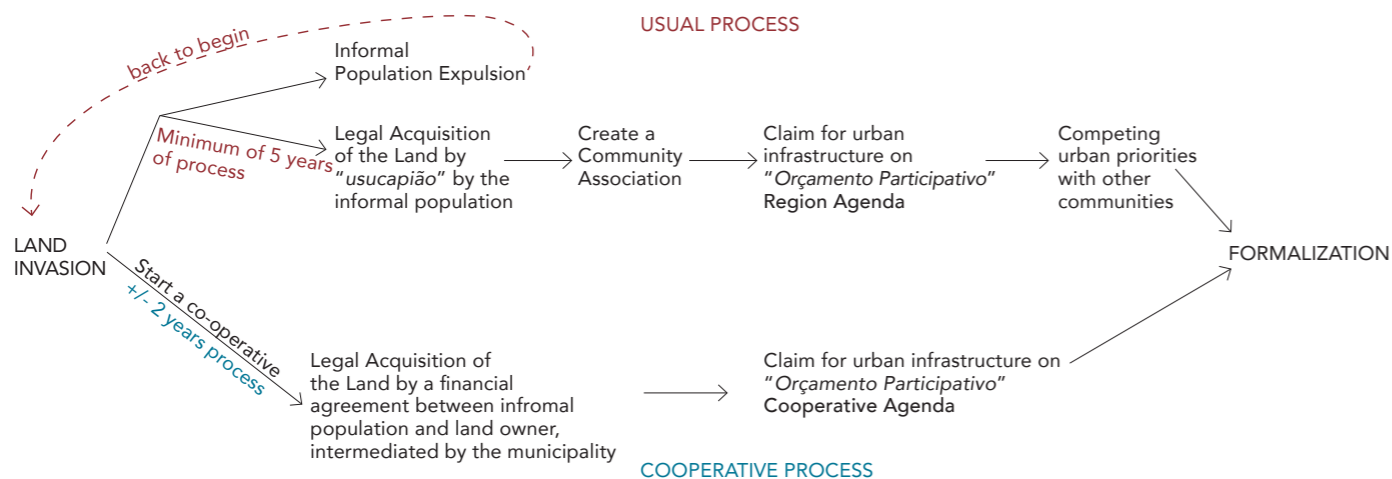 USUAL PROCESS
back to begin
Informal
Population Expulsion
Minimum of 5 years
of process
Legal Acquisition
of the Land by
“usucapião” by the
informal population
Create a
Community
Association
Claim for urban
infrastructure on
“Orçamento Participativo”
Region Agenda
Competing
urban priorities
with other
communities
LAND
INVASION
FORMALIZATION
Start a co-operative
+/- 2 years process
Legal Acquisition of
the Land by a financial
agreement between infromal
population and land owner,
intermediated by the municipality
Claim for urban infrastructure on
“Orçamento Participativo”
Cooperative Agenda
COOPERATIVE PROCESS